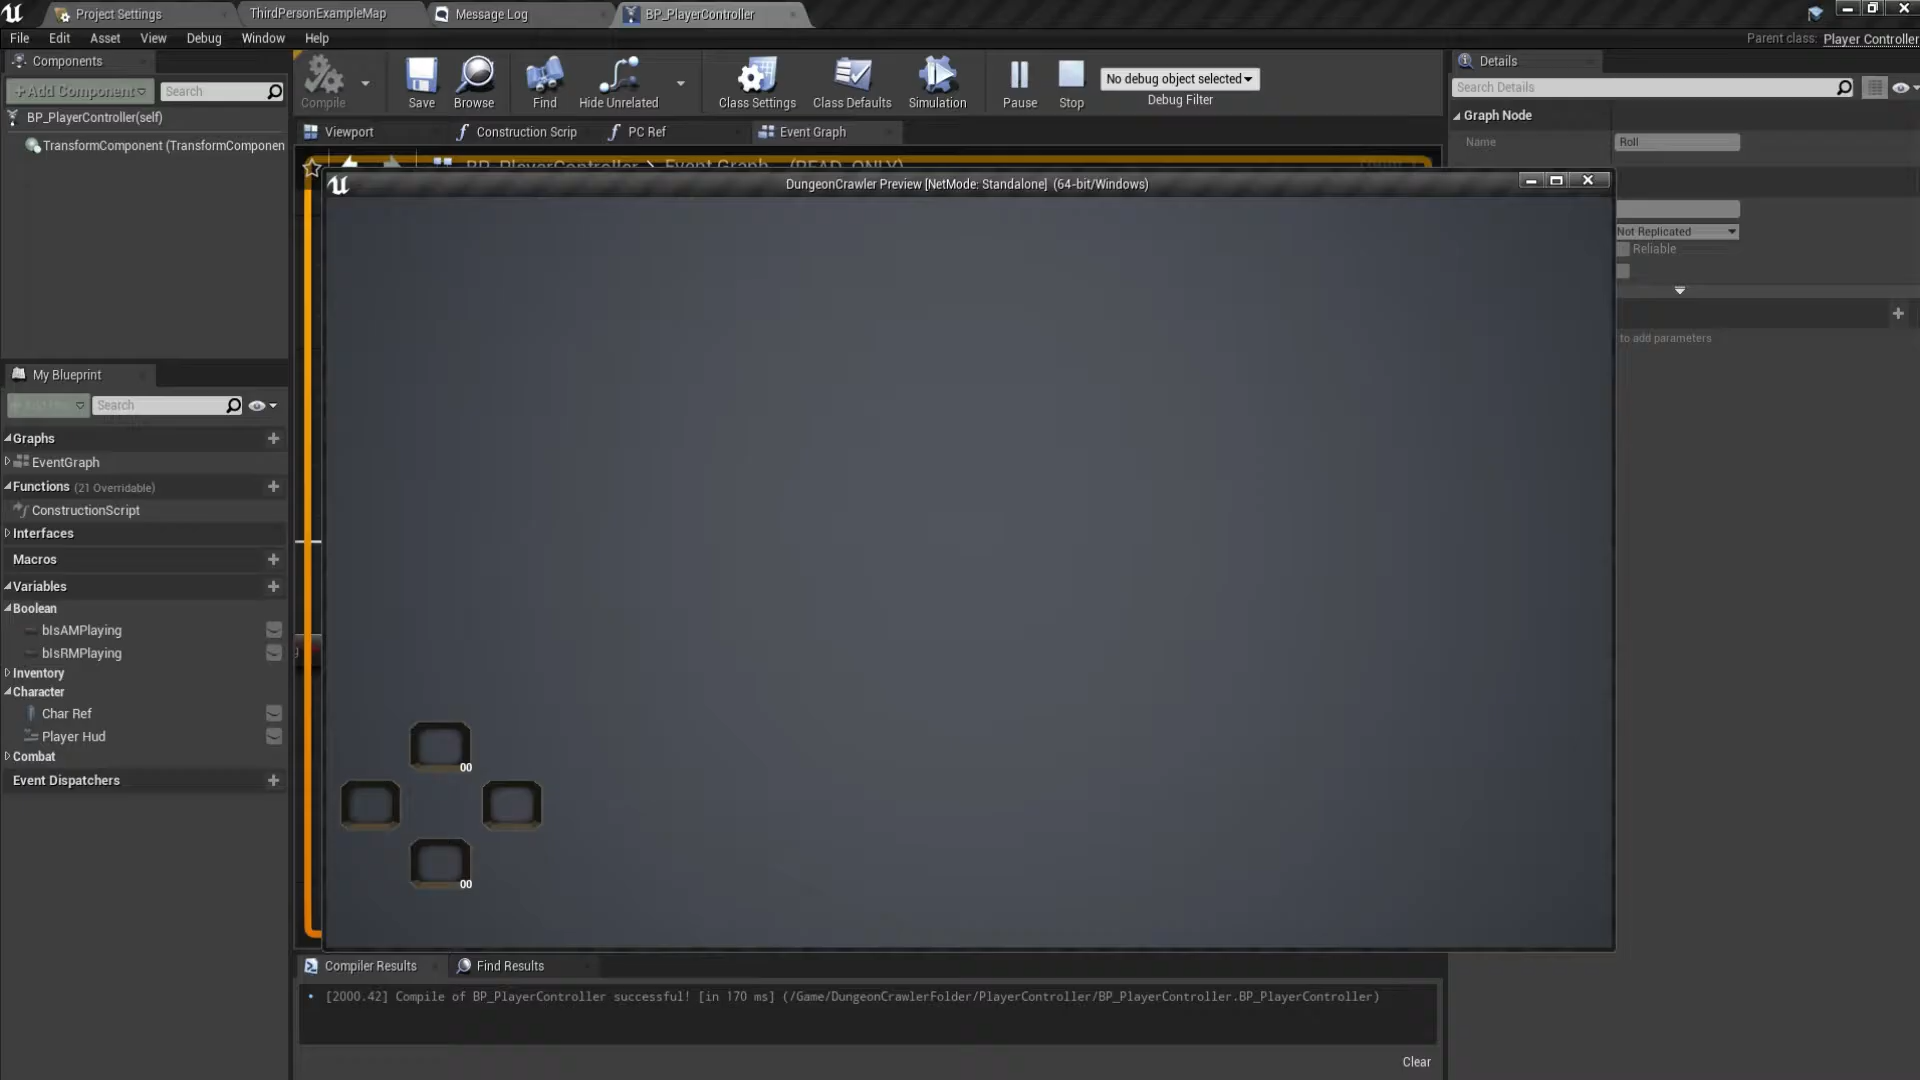 Project Settings
ThirdPersonExampleMap
Message Log
BP_PlayerController
File Edit Asset View Debug Window Help
Parent class: Player Controller
Components
+Add Component
Search
BP_PlayerController(self)
TransformComponent (TransformComponen
Compile
Save
Browse
Find
Hide Unrelated
Class Settings
Class Defaults
Simulation
Pause
Stop
No debug object selected
Debug Filter
Viewport
Construction Scrip
PC Ref
Event Graph
BP_PlayerController > Event Graph (READ_ONLY)
DungeonCrawler Preview [NetMode: Standalone] (64-bit/Windows)
00
00
Details
Search Details
Graph Node
Name
Roll
Not Replicated
Reliable
to add parameters
My Blueprint
Search
Graphs
EventGraph
Functions (21 Overridable)
ConstructionScript
Interfaces
Macros
Variables
Boolean
bIsAMPlaying
bIsRMPlaying
Inventory
Character
Char Ref
Player Hud
Combat
Event Dispatchers
Compiler Results
Find Results
[2000.42] Compile of BP_PlayerController successful! [in 170 ms] (/Game/DungeonCrawlerFolder/PlayerController/BP_PlayerController.BP_PlayerController)
Clear